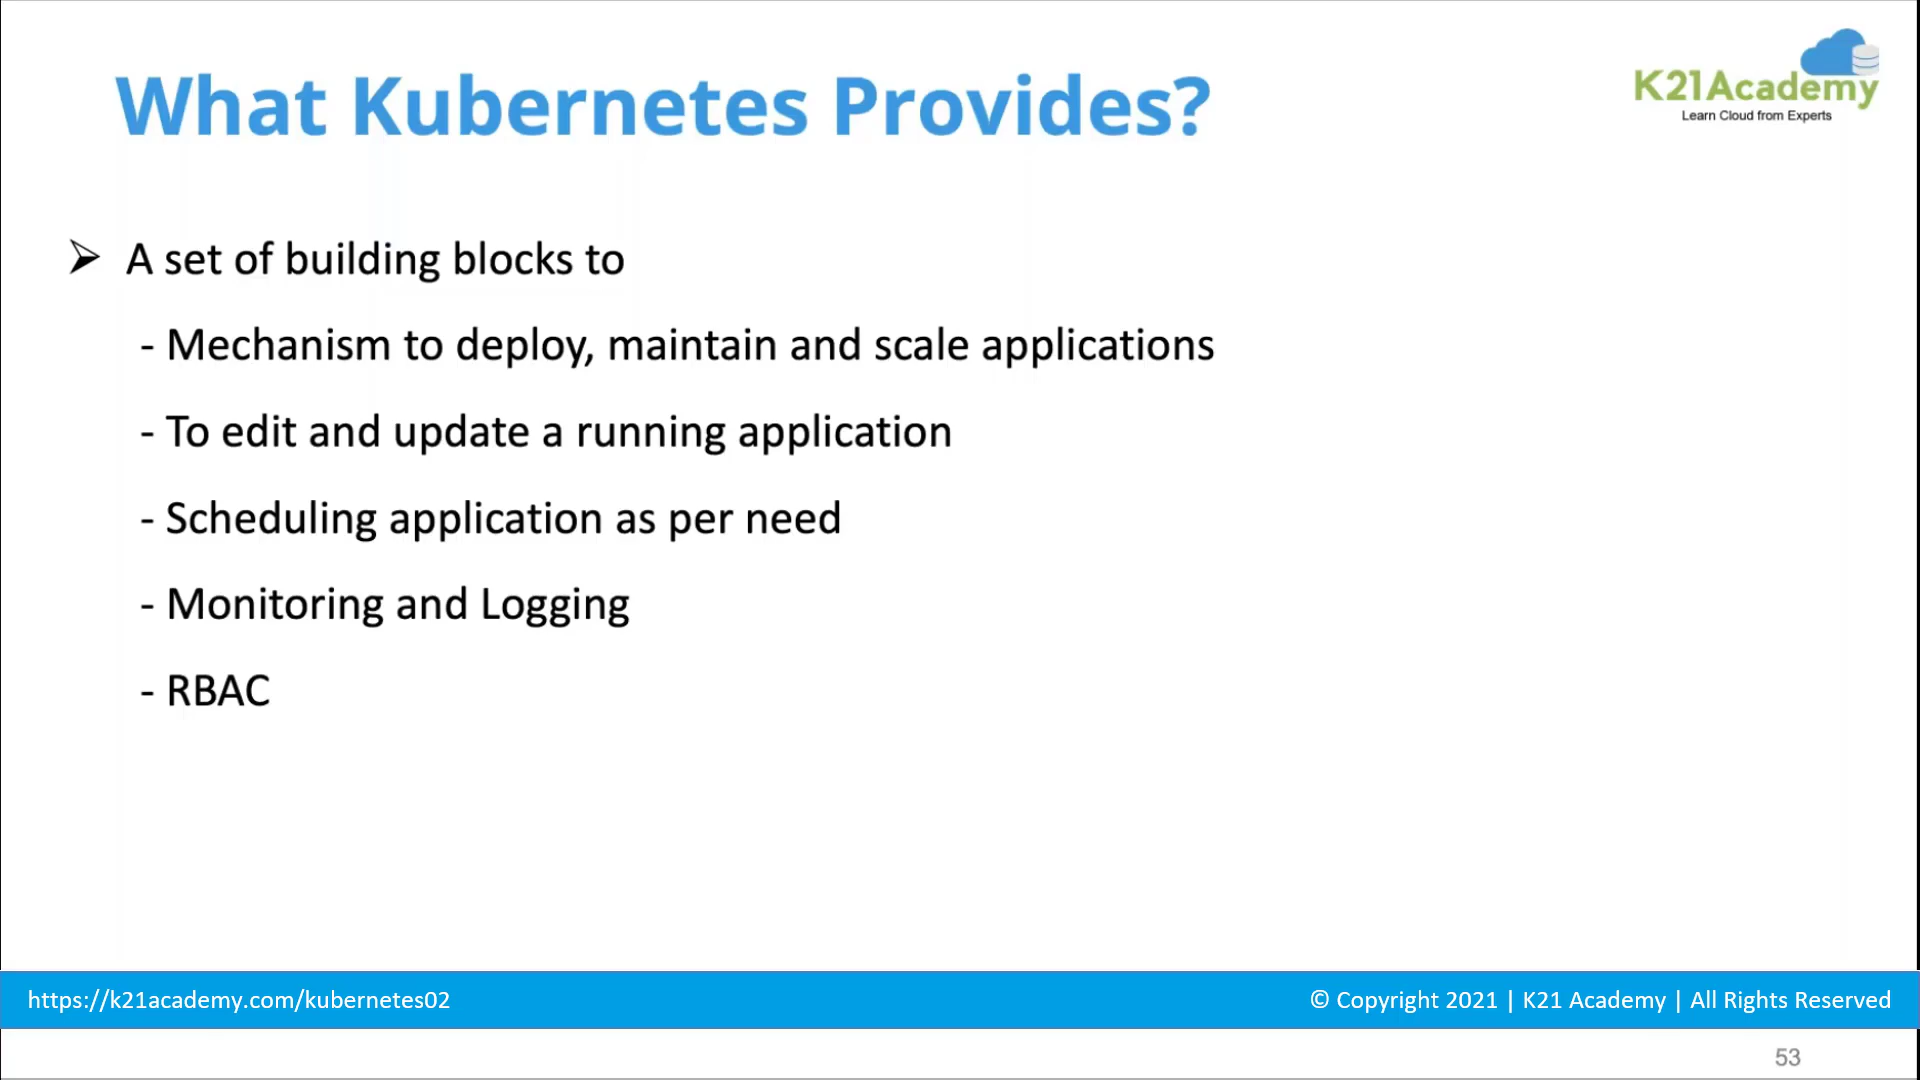 What Kubernetes Provides?
K21Academy
Learn Cloud from Experts
➢ A set of building blocks to
- Mechanism to deploy, maintain and scale applications
- To edit and update a running application
- Scheduling application as per need
- Monitoring and Logging
- RBAC
https://k21academy.com/kubernetes02
© Copyright 2021 | K21 Academy | All Rights Reserved
53